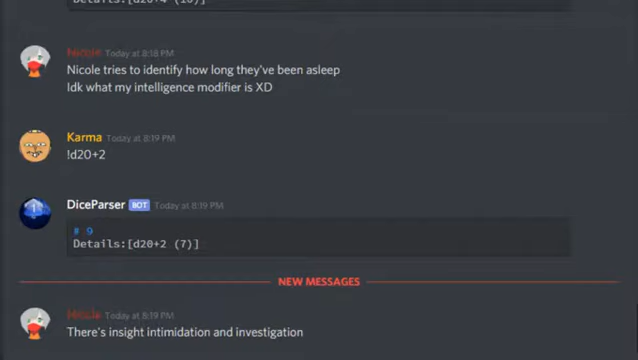 Details:[d20+4 (16)]
Nicole Today at 8:18 PM
Nicole tries to identify how long they've been asleep
Idk what my intelligence modifier is XD
Karma Today at 8:19 PM
!d20+2
DiceParser BOT Today at 8:19 PM
# 9
Details:[d20+2 (7)]
NEW MESSAGES
Nicole Today at 8:19 PM
There's insight intimidation and investigation